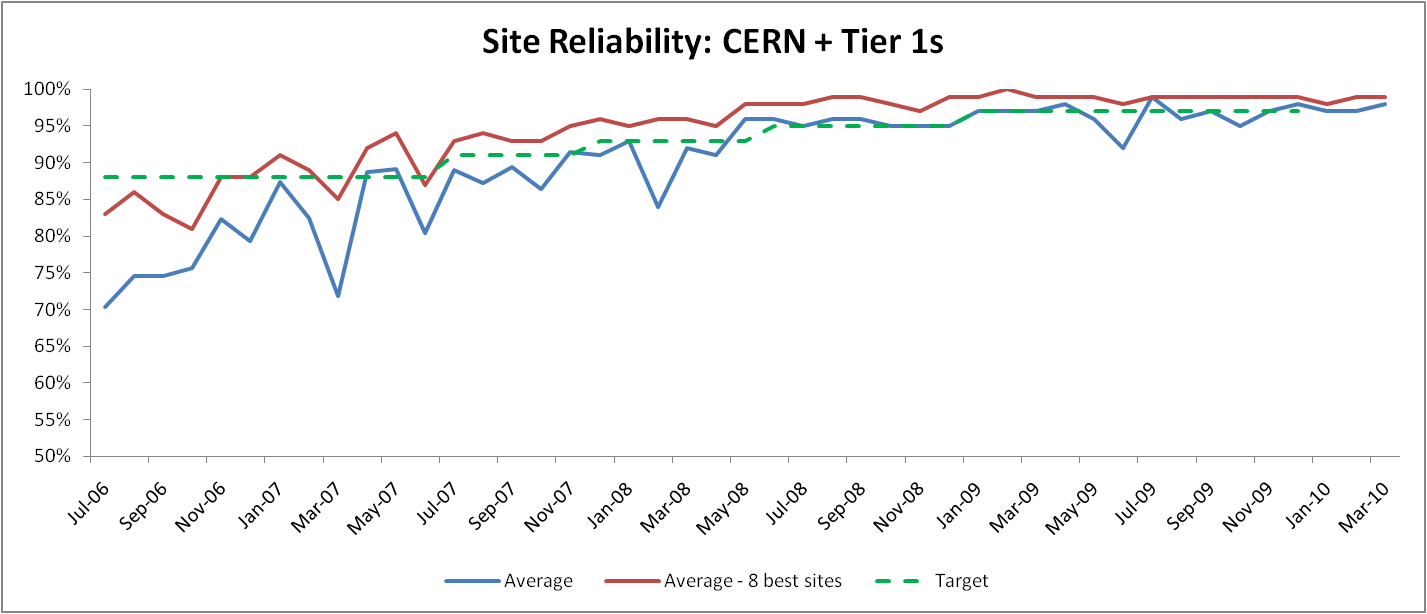 Site Reliability: CERN + Tier 1s
100%
95%
90%
85%
80%
75%
70%
65%
60%
55%
50%
Jul-06
Sep-06
Nov-06
Jan-07
Mar-07
May-07
Jul-07
Sep-07
Nov-07
Jan-08
Mar-08
May-08
Jul-08
Sep-08
Nov-08
Jan-09
Mar-09
May-09
Jul-09
Sep-09
Nov-09
Jan-10
Mar-10
Average
Average - 8 best sites
Target